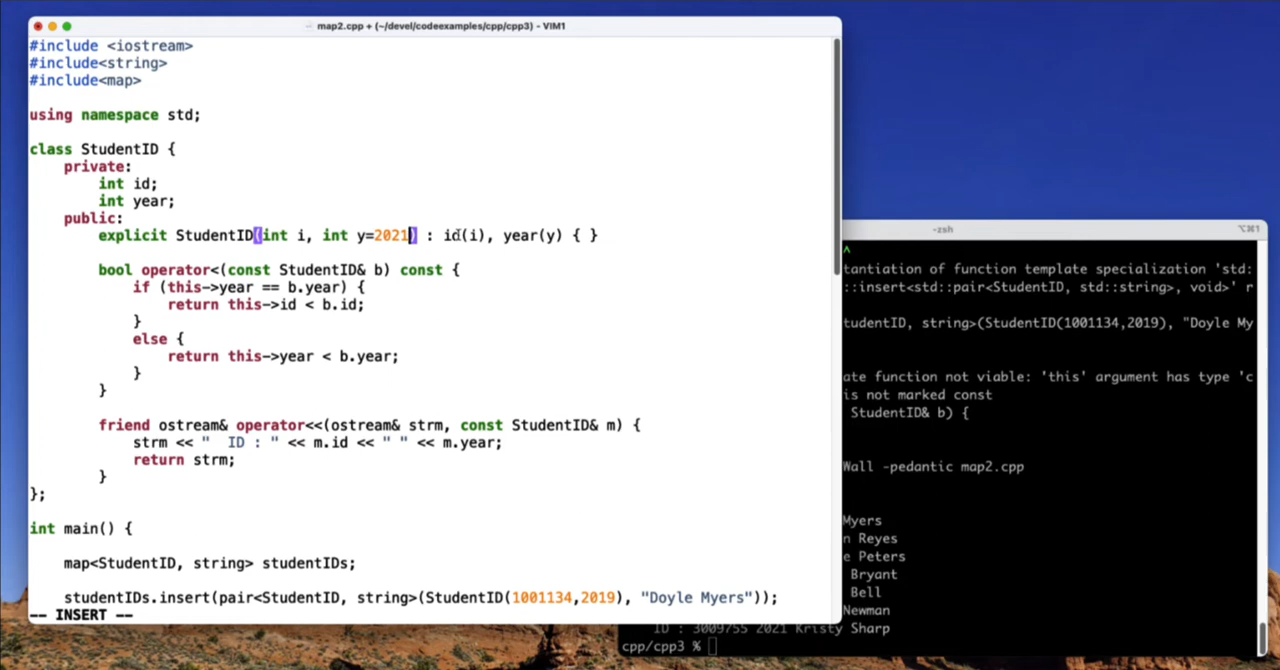 map2.cpp + (~/devel/codeexamples/cpp/cpp3) - VIM1
#include <iostream>
#include<string>
#include<map>
using namespace std;
class StudentID {
private:
int id;
int year;
public:
explicit StudentID(int i, int y=2021) : id(i), year(y) { }
bool operator<(const StudentID& b) const {
if (this->year == b.year) {
return this->id < b.id;
}
else {
return this->year < b.year;
}
}
friend ostream& operator<<(ostream& strm, const StudentID& m) {
strm << "  ID : " << m.id << " " << m.year;
return strm;
}
};
int main() {
map<StudentID, string> studentIDs;
studentIDs.insert(pair<StudentID, string>(StudentID(1001134,2019), "Doyle Myers"));
-- INSERT --
-zsh
⌥⌘1
^
tantiation of function template specialization 'std:
::insert<std::pair<StudentID, std::string>, void>' r
tudentID, string>(StudentID(1001134,2019), "Doyle My
ate function not viable: 'this' argument has type 'c
is not marked const
StudentID& b) {
Wall -pedantic map2.cpp
Myers
n Reyes
e Peters
Bryant
Bell
Newman
ID : 3009755 2021 Kristy Sharp
cpp/cpp3 %